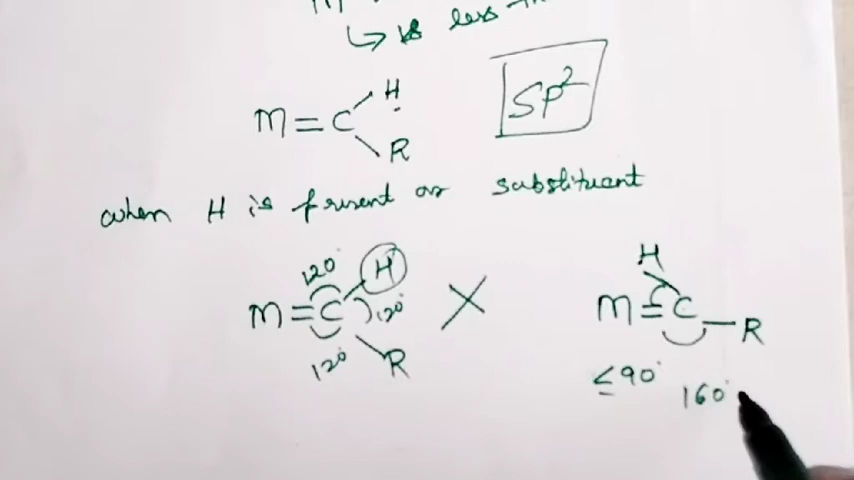 ↳ is less
M=C
H
R
SP²
when H is present as substituent
120° H
M=C 120°
120° R
X
H
M=C—R
≤90° 160°